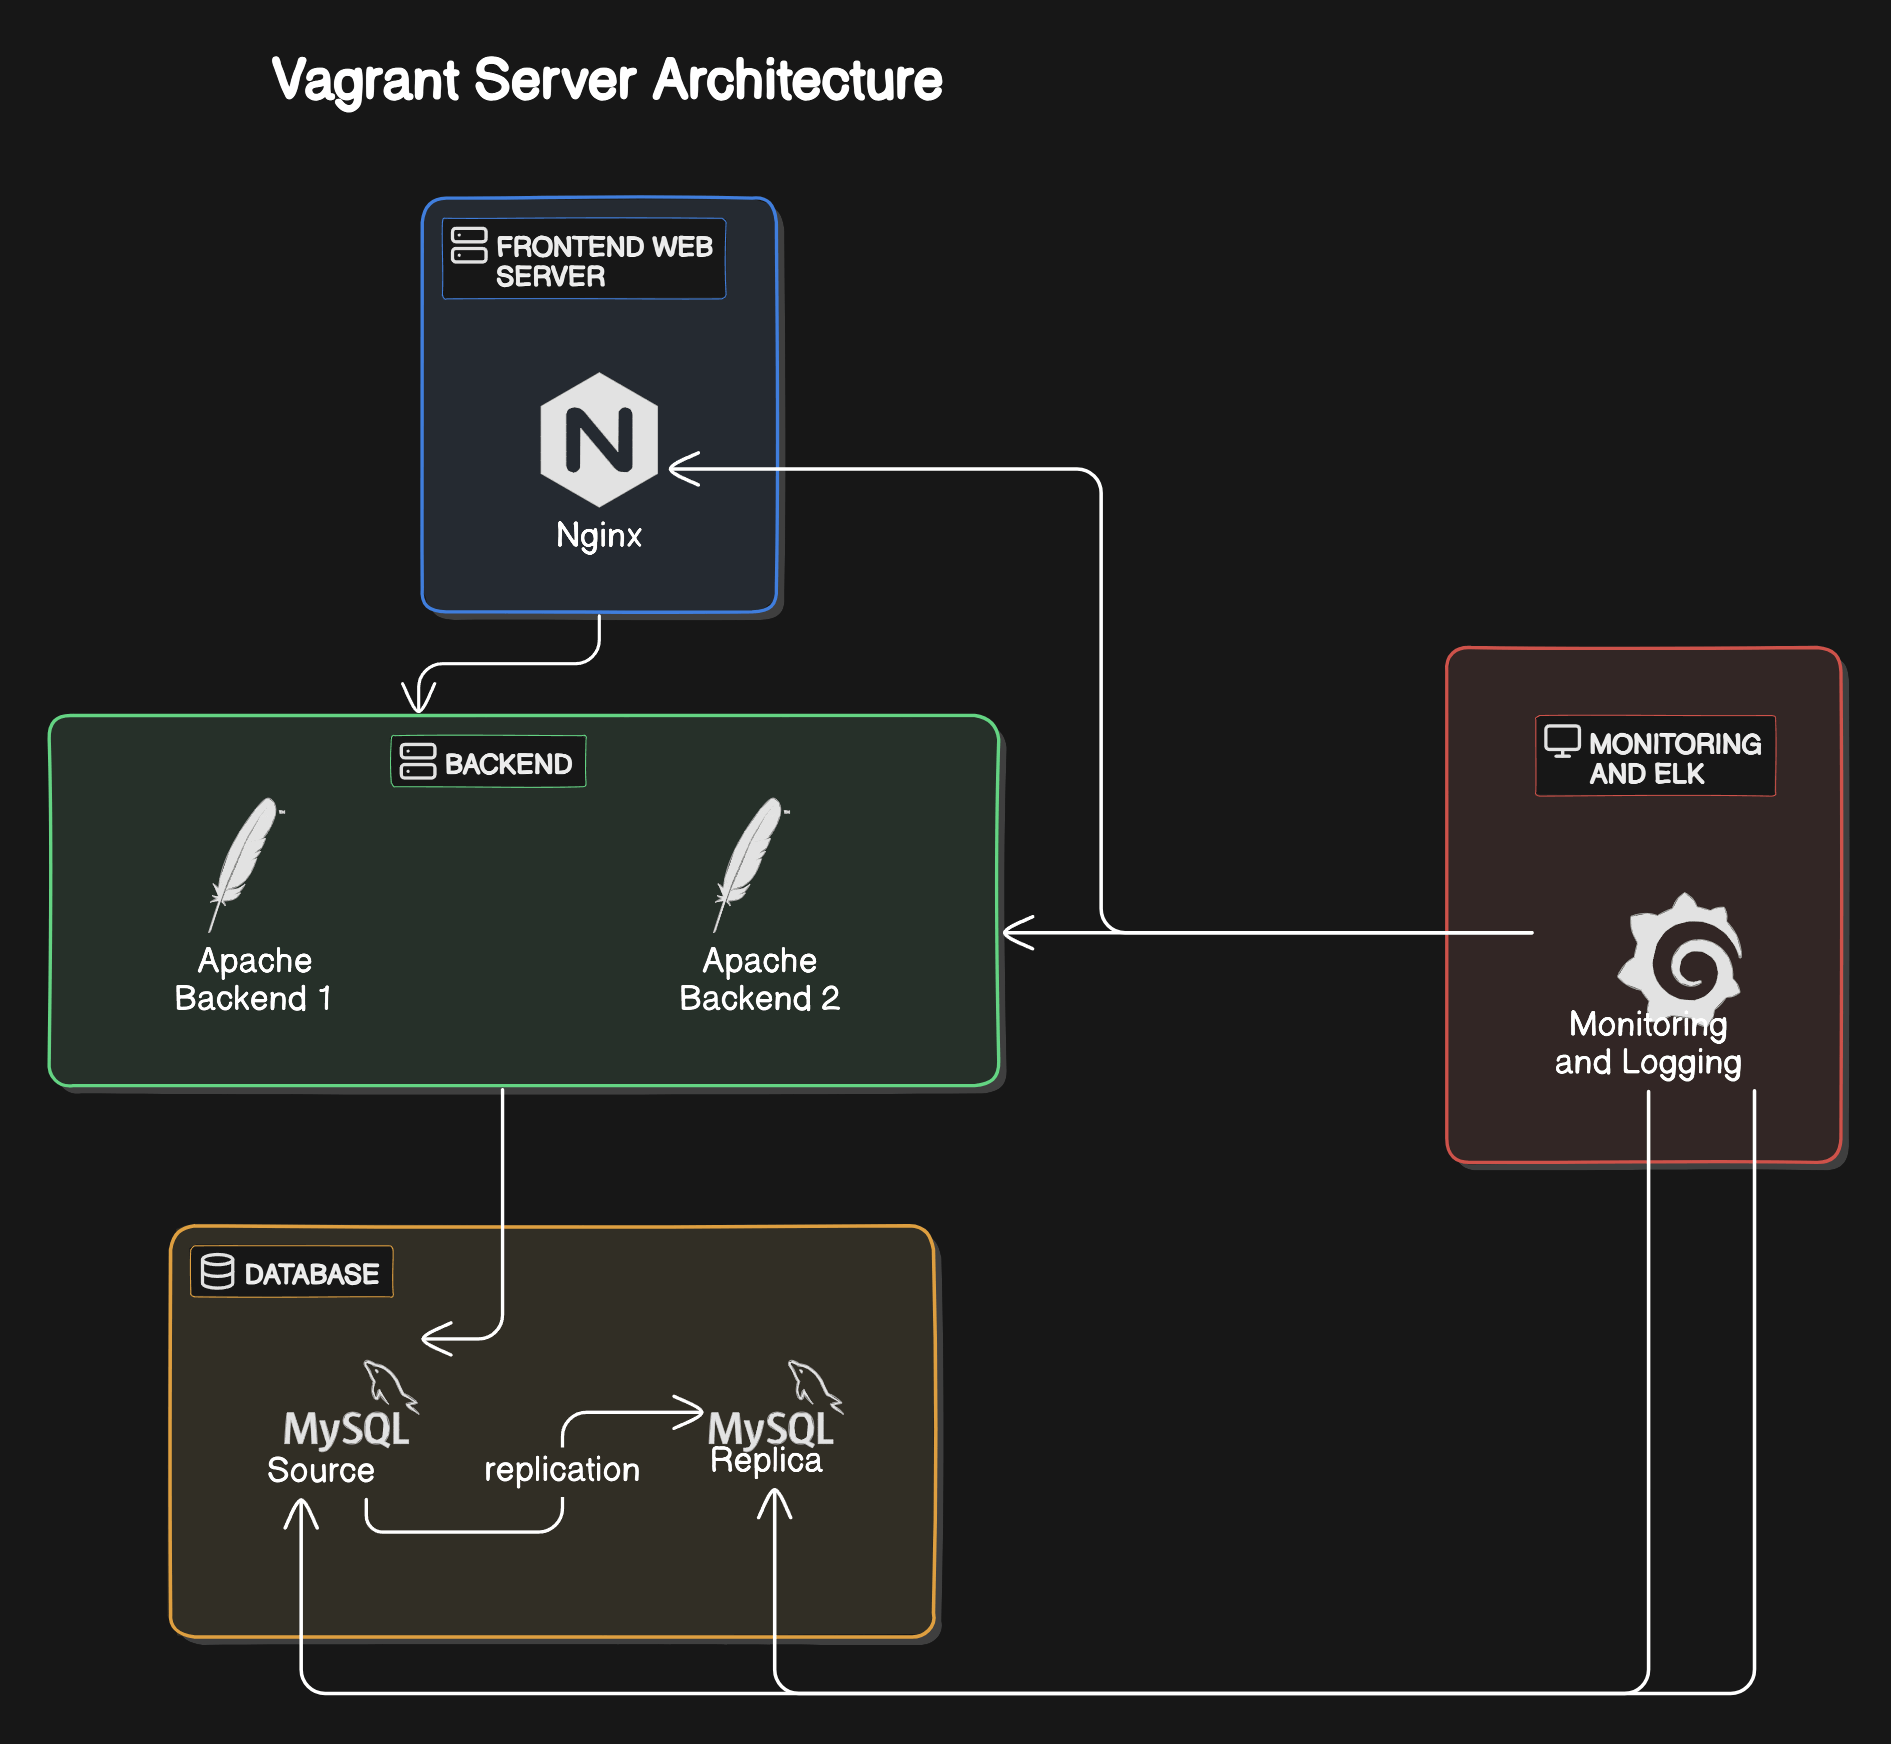 Vagrant Server Architecture
FRONTEND WEB
SERVER
Nginx
BACKEND
Apache
Backend 1
Apache
Backend 2
MONITORING
AND ELK
Monitoring
and Logging
DATABASE
MySQL
Source
replication
MySQL
Replica